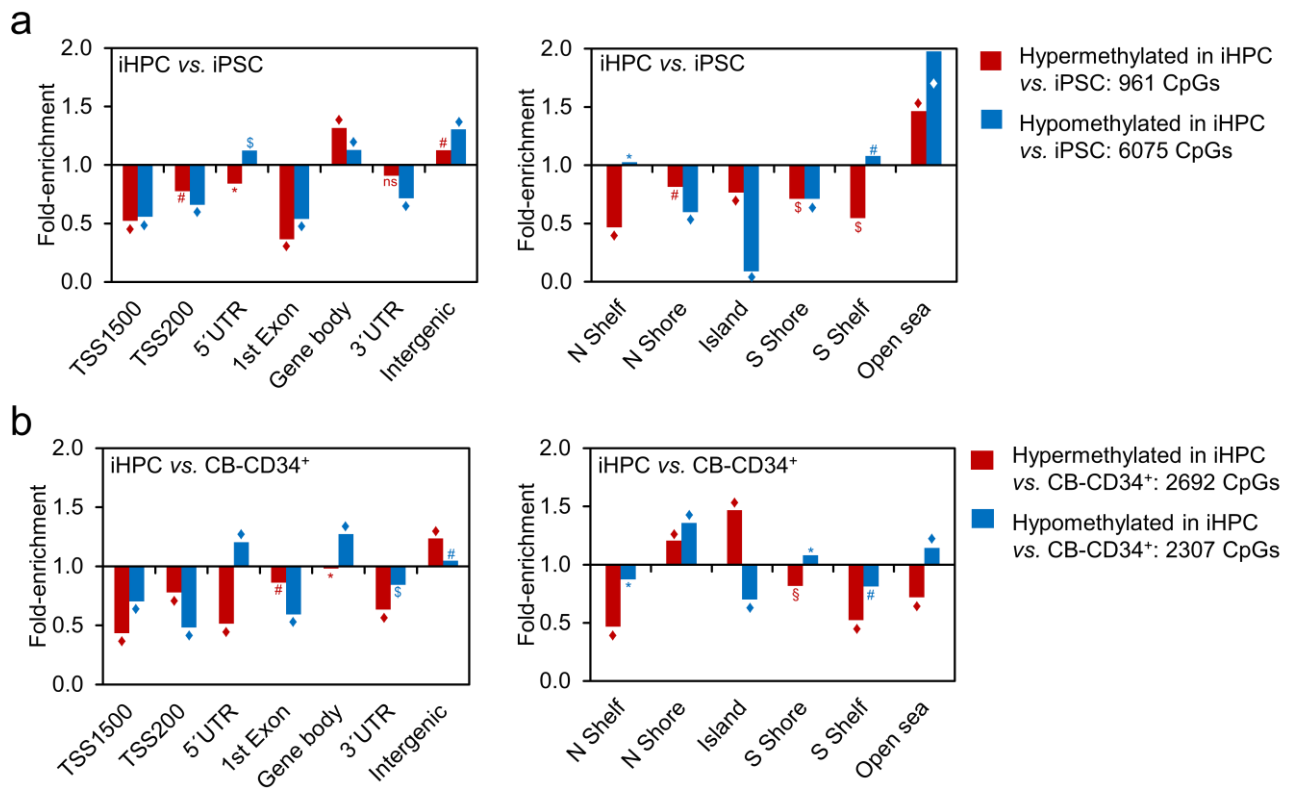 a
iHPC vs. iPSC
Fold-enrichment
2.0
1.5
1.0
0.5
0.0
♦ ♦ # ♦ * $ ♦ ♦ ♦ ♦ ns ♦ # ♦
TSS1500
TSS200
5´UTR
1st Exon
Gene body
3´UTR
Intergenic
iHPC vs. iPSC
Fold-enrichment
2.0
1.5
1.0
0.5
0.0
♦ * # ♦ ♦ ♦ $ ♦ $ # ♦ ♦
N Shelf
N Shore
Island
S Shore
S Shelf
Open sea
Hypermethylated in iHPC
vs. iPSC: 961 CpGs
Hypomethylated in iHPC
vs. iPSC: 6075 CpGs
b
iHPC vs. CB-CD34⁺
Fold-enrichment
2.0
1.5
1.0
0.5
0.0
♦ ♦ ♦ ♦ ♦ ♦ # ♦ * ♦ ♦ $ ♦ #
TSS1500
TSS200
5´UTR
1st Exon
Gene body
3´UTR
Intergenic
iHPC vs. CB-CD34⁺
Fold-enrichment
2.0
1.5
1.0
0.5
0.0
♦ * ♦ ♦ ♦ ♦ § * ♦ # ♦ ♦
N Shelf
N Shore
Island
S Shore
S Shelf
Open sea
Hypermethylated in iHPC
vs. CB-CD34⁺: 2692 CpGs
Hypomethylated in iHPC
vs. CB-CD34⁺: 2307 CpGs